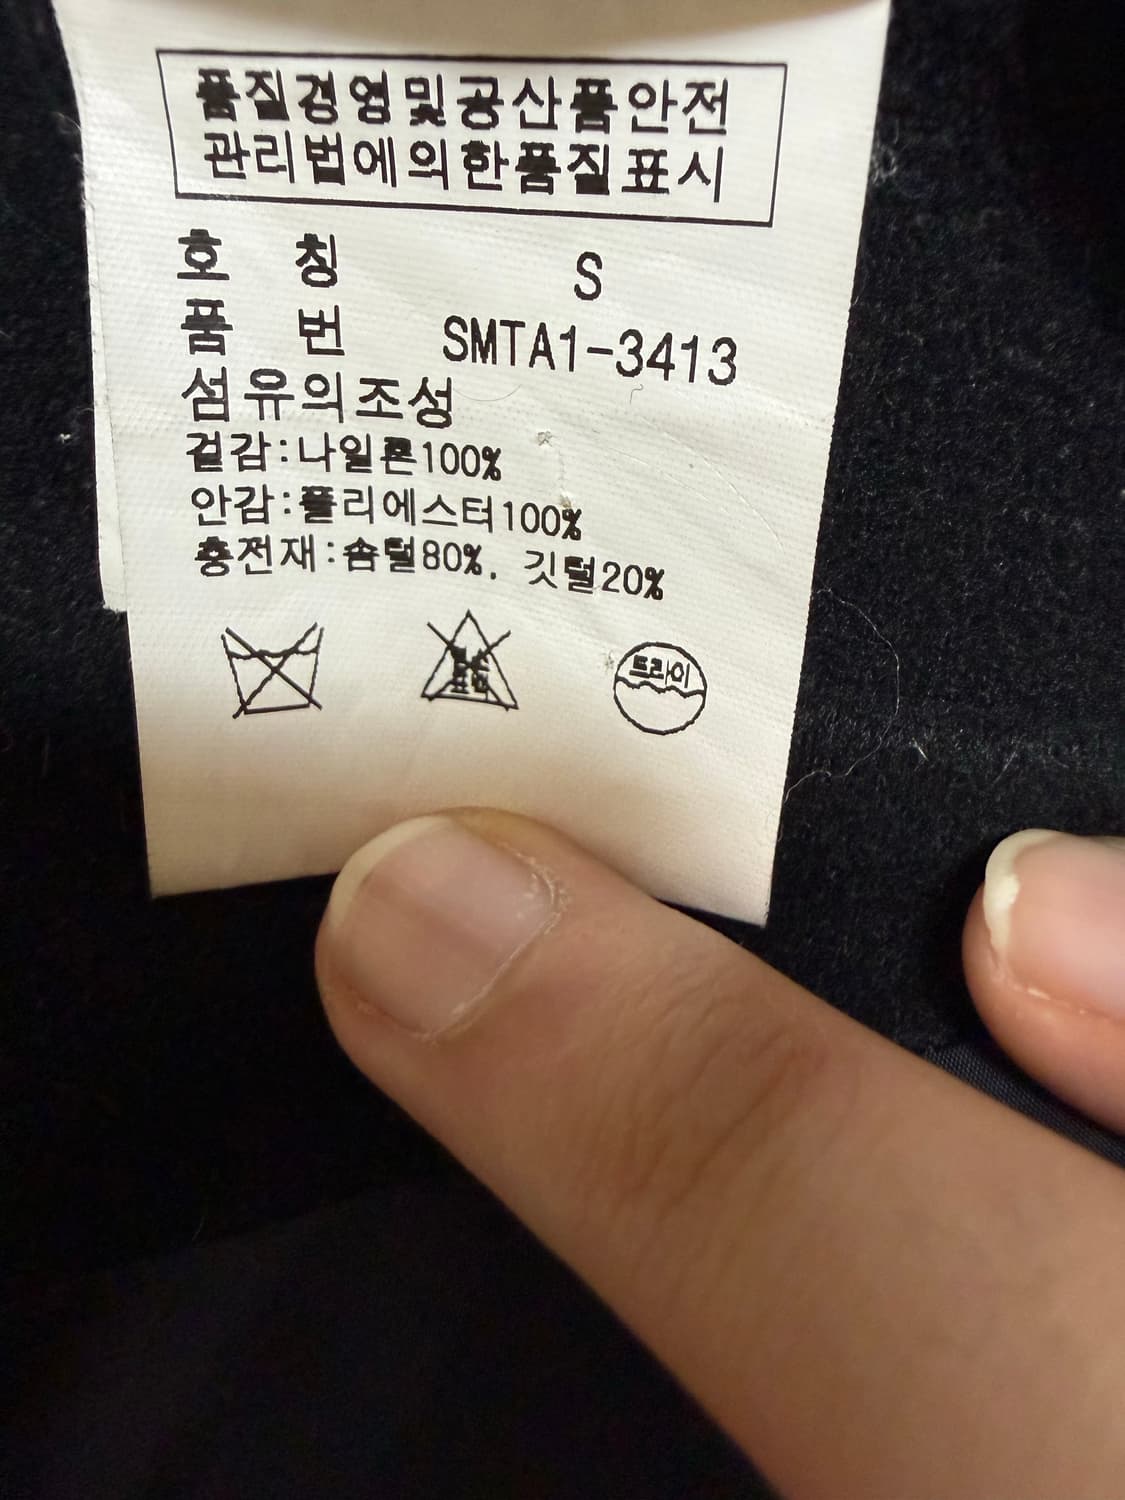 품질경영및공산품안전
관리법에의한품질표시
호 칭 S
품 번 SMTA1-3413
섬유의조성
겉감:나일론100%
안감:폴리에스터100%
충전재:솜털80%, 깃털20%
드라이